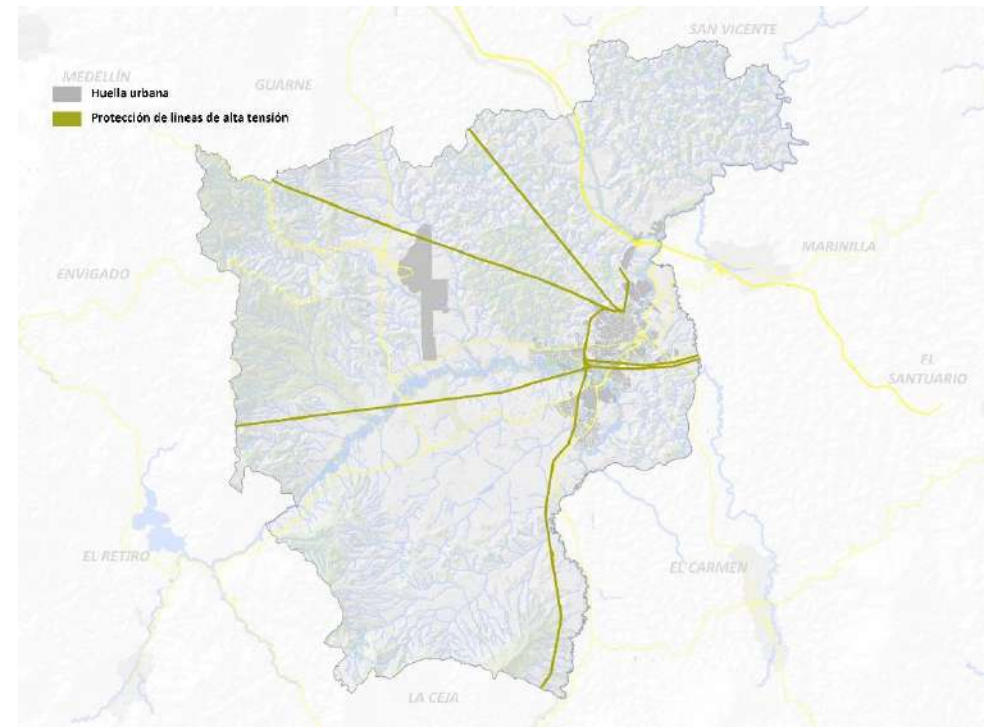 SAN VICENTE
MEDELLÍN
GUARNE
Huella urbana
Protección de líneas de alta tensión
MARINILLA
ENVIGADO
EL
SANTUARIO
EL RETIRO
EL CARMEN
LA CEJA